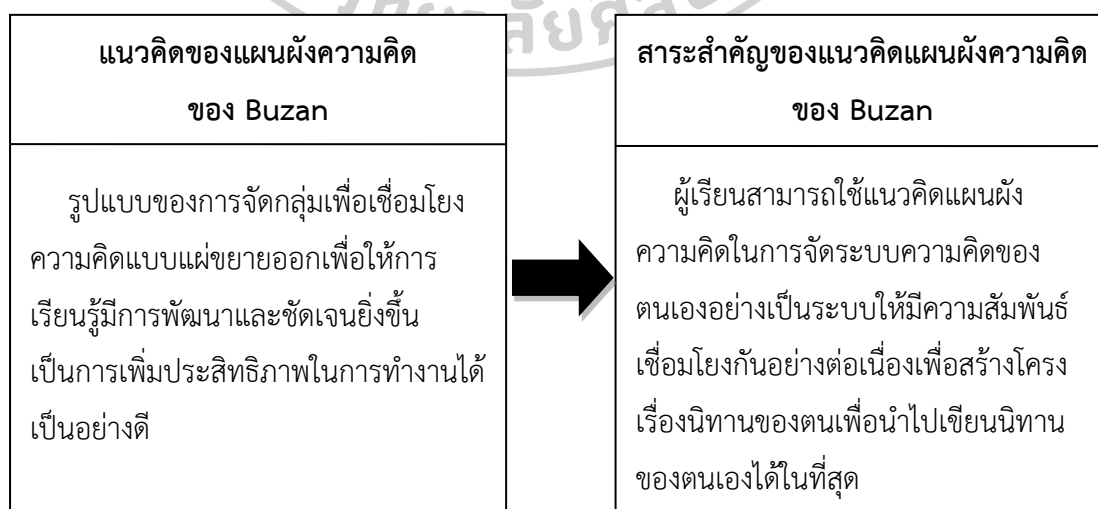 แนวคิดของแผนผังความคิด
ของ Buzan
รูปแบบของการจัดกลุ่มเพื่อเชื่อมโยง
ความคิดแบบแผ่ขยายออกเพื่อให้การ
เรียนรู้มีการพัฒนาและชัดเจนยิ่งขึ้น
เป็นการเพิ่มประสิทธิภาพในการทำงานได้
เป็นอย่างดี
สาระสำคัญของแนวคิดแผนผังความคิด
ของ Buzan
ผู้เรียนสามารถใช้แนวคิดแผนผัง
ความคิดในการจัดระบบความคิดของ
ตนเองอย่างเป็นระบบให้มีความสัมพันธ์
เชื่อมโยงกันอย่างต่อเนื่องเพื่อสร้างโครง
เรื่องนิทานของตนเพื่อนำไปเขียนนิทาน
ของตนเองได้ในที่สุด